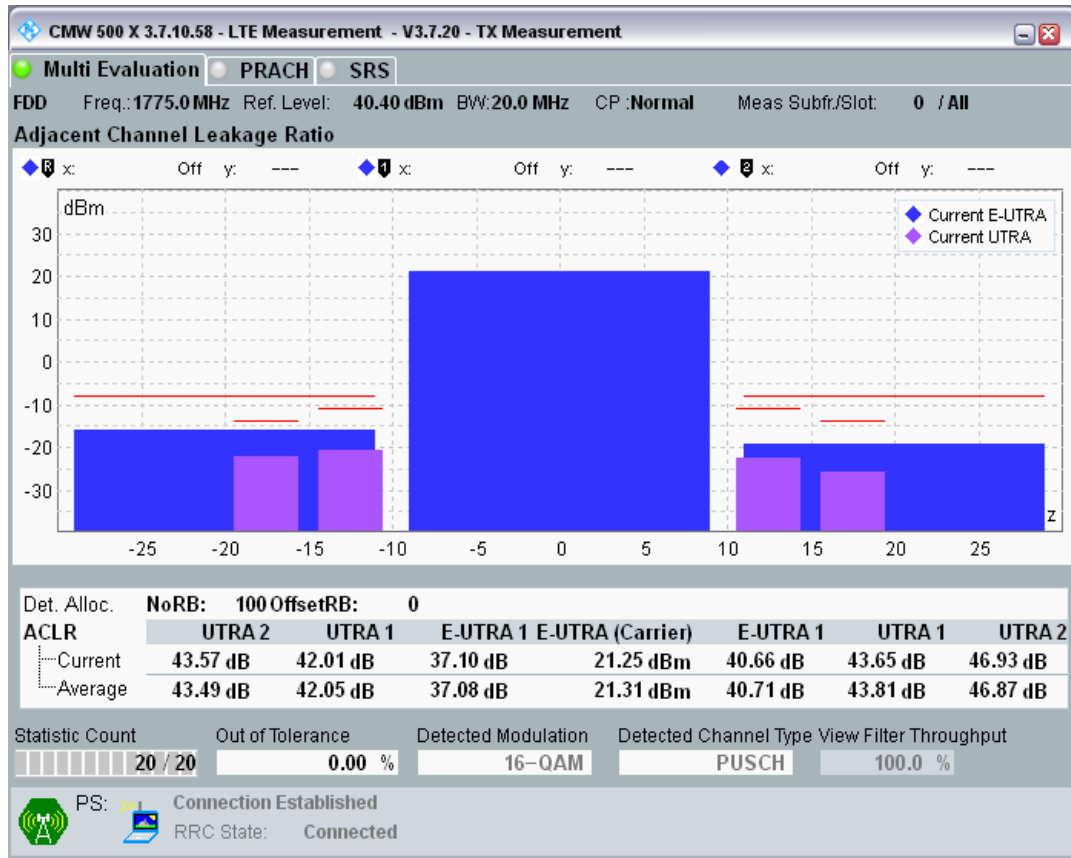 CMW 500 X 3.7.10.58 - LTE Measurement - V3.7.20 - TX Measurement
Multi Evaluation PRACH SRS
FDD Freq.:1775.0 MHz Ref. Level: 40.40 dBm BW:20.0 MHz CP :Normal Meas Subfr./Slot: 0 / All
Adjacent Channel Leakage Ratio
R x: Off y: --- 1 x: Off y: --- 2 x: Off y: ---
dBm
Current E-UTRA
Current UTRA
30
20
10
0
-10
-20
-30
z
-25 -20 -15 -10 -5 0 5 10 15 20 25
Det. Alloc. NoRB: 100 OffsetRB: 0
ACLR UTRA 2 UTRA 1 E-UTRA 1 E-UTRA (Carrier) E-UTRA 1 UTRA 1 UTRA 2
Current 43.57 dB 42.01 dB 37.10 dB 21.25 dBm 40.66 dB 43.65 dB 46.93 dB
Average 43.49 dB 42.05 dB 37.08 dB 21.31 dBm 40.71 dB 43.81 dB 46.87 dB
Statistic Count Out of Tolerance Detected Modulation Detected Channel Type View Filter Throughput
20 / 20 0.00 % 16-QAM PUSCH 100.0 %
PS: Connection Established
RRC State: Connected